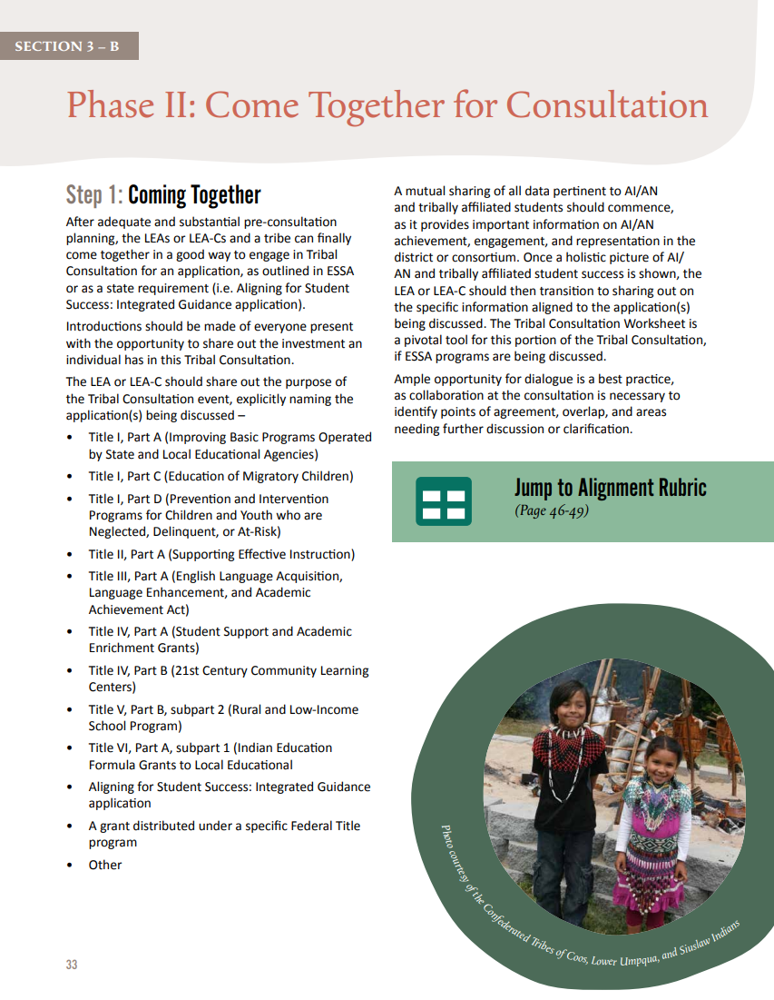 SECTION 3 – B
Phase II: Come Together for Consultation
Step 1: Coming Together
After adequate and substantial pre-consultation
planning, the LEAs or LEA-Cs and a tribe can finally
come together in a good way to engage in Tribal
Consultation for an application, as outlined in ESSA
or as a state requirement (i.e. Aligning for Student
Success: Integrated Guidance application).
Introductions should be made of everyone present
with the opportunity to share out the investment an
individual has in this Tribal Consultation.
The LEA or LEA-C should share out the purpose of
the Tribal Consultation event, explicitly naming the
application(s) being discussed –
• Title I, Part A (Improving Basic Programs Operated
by State and Local Educational Agencies)
• Title I, Part C (Education of Migratory Children)
• Title I, Part D (Prevention and Intervention
Programs for Children and Youth who are
Neglected, Delinquent, or At-Risk)
• Title II, Part A (Supporting Effective Instruction)
• Title III, Part A (English Language Acquisition,
Language Enhancement, and Academic
Achievement Act)
• Title IV, Part A (Student Support and Academic
Enrichment Grants)
• Title IV, Part B (21st Century Community Learning
Centers)
• Title V, Part B, subpart 2 (Rural and Low-Income
School Program)
• Title VI, Part A, subpart 1 (Indian Education
Formula Grants to Local Educational
• Aligning for Student Success: Integrated Guidance
application
• A grant distributed under a specific Federal Title
program
• Other
A mutual sharing of all data pertinent to AI/AN
and tribally affiliated students should commence,
as it provides important information on AI/AN
achievement, engagement, and representation in the
district or consortium. Once a holistic picture of AI/
AN and tribally affiliated student success is shown, the
LEA or LEA-C should then transition to sharing out on
the specific information aligned to the application(s)
being discussed. The Tribal Consultation Worksheet is
a pivotal tool for this portion of the Tribal Consultation,
if ESSA programs are being discussed.
Ample opportunity for dialogue is a best practice,
as collaboration at the consultation is necessary to
identify points of agreement, overlap, and areas
needing further discussion or clarification.
Jump to Alignment Rubric
(Page 46-49)
Photo courtesy of the Confederated Tribes of Coos, Lower Umpqua, and Siuslaw Indians
33